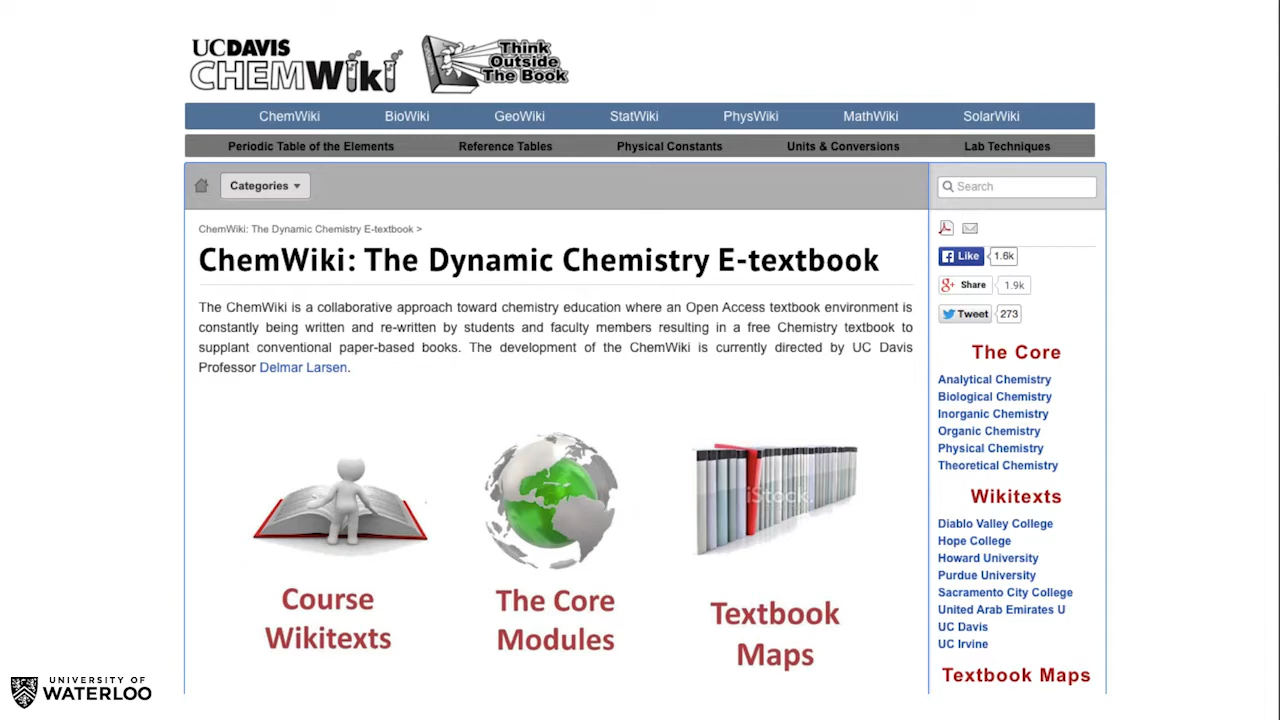 UCDAVIS
CHEMWiki
Think
Outside
The Book
ChemWiki BioWiki GeoWiki StatWiki PhysWiki MathWiki SolarWiki
Periodic Table of the Elements Reference Tables Physical Constants Units & Conversions Lab Techniques
Categories
Search
ChemWiki: The Dynamic Chemistry E-textbook >
ChemWiki: The Dynamic Chemistry E-textbook
The ChemWiki is a collaborative approach toward chemistry education where an Open Access textbook environment is
constantly being written and re-written by students and faculty members resulting in a free Chemistry textbook to
supplant conventional paper-based books. The development of the ChemWiki is currently directed by UC Davis
Professor Delmar Larsen.
iStock.
Course
Wikitexts
The Core
Modules
Textbook
Maps
Like 1.6k
Share 1.9k
Tweet 273
The Core
Analytical Chemistry
Biological Chemistry
Inorganic Chemistry
Organic Chemistry
Physical Chemistry
Theoretical Chemistry
Wikitexts
Diablo Valley College
Hope College
Howard University
Purdue University
Sacramento City College
United Arab Emirates U
UC Davis
UC Irvine
Textbook Maps
UNIVERSITY OF
WATERLOO